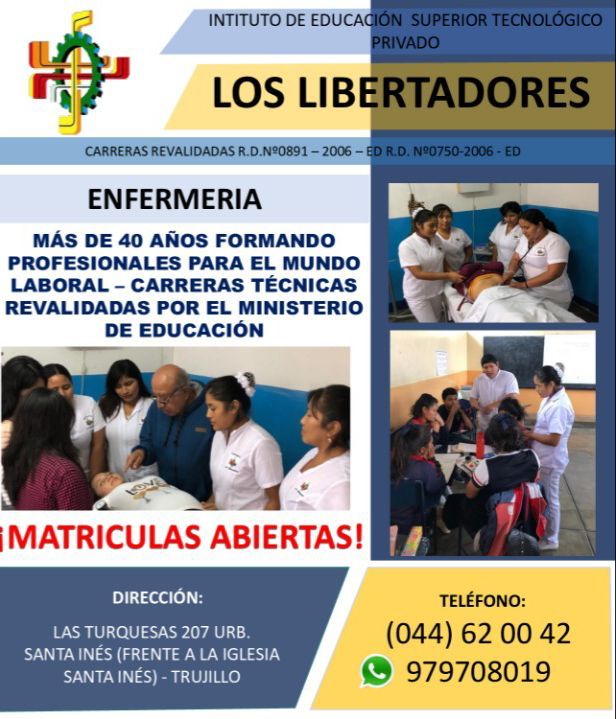 INTITUTO DE EDUCACIÓN SUPERIOR TECNOLÓGICO
PRIVADO
LOS LIBERTADORES
CARRERAS REVALIDADAS R.D.Nº0891 – 2006 – ED R.D. Nº0750-2006 - ED
ENFERMERIA
MÁS DE 40 AÑOS FORMANDO
PROFESIONALES PARA EL MUNDO
LABORAL – CARRERAS TÉCNICAS
REVALIDADAS POR EL MINISTERIO
DE EDUCACIÓN
¡MATRICULAS ABIERTAS!
DIRECCIÓN:
LAS TURQUESAS 207 URB.
SANTA INÉS (FRENTE A LA IGLESIA
SANTA INÉS) - TRUJILLO
TELÉFONO:
(044) 62 00 42
979708019